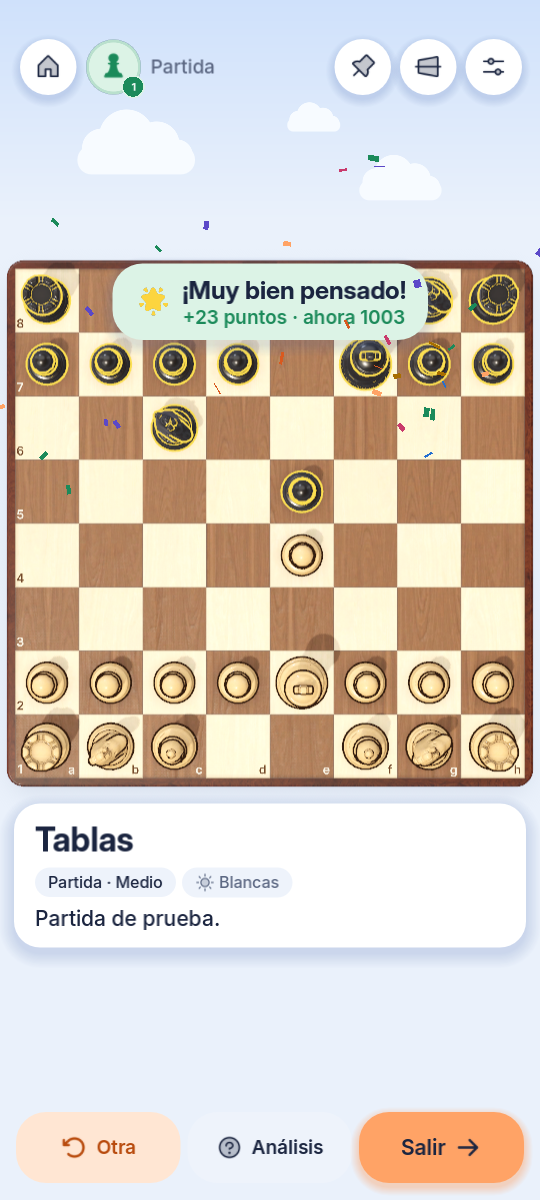 1
Partida
¡Muy bien pensado!
+23 puntos · ahora 1003
8
7
6
5
4
3
2
1 a b c d e f g h
Tablas
Partida · Medio
Blancas
Partida de prueba.
Otra
Análisis
Salir